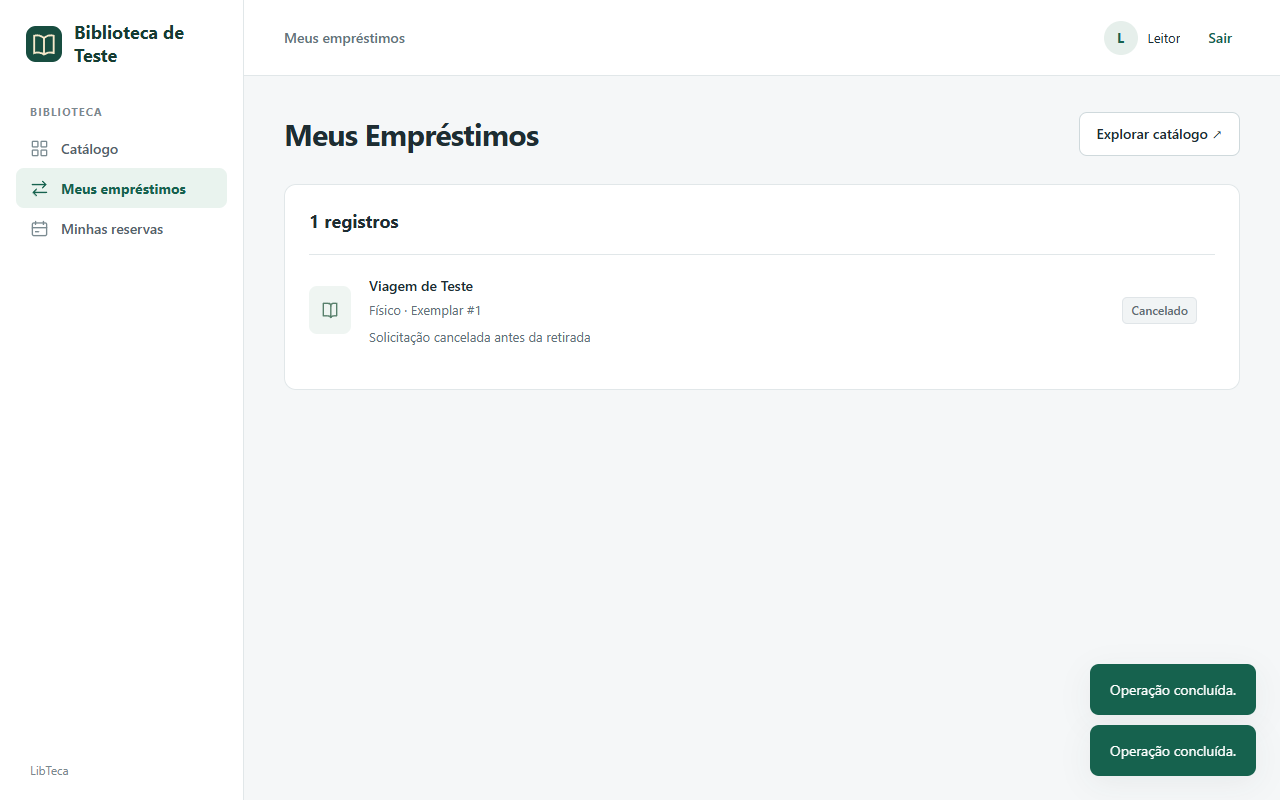 Biblioteca de
Teste
BIBLIOTECA
Catálogo
Meus empréstimos
Minhas reservas
LibTeca
Meus empréstimos
L
Leitor
Sair
Meus Empréstimos
Explorar catálogo ↗
1 registros
Viagem de Teste
Físico · Exemplar #1
Solicitação cancelada antes da retirada
Cancelado
Operação concluída.
Operação concluída.